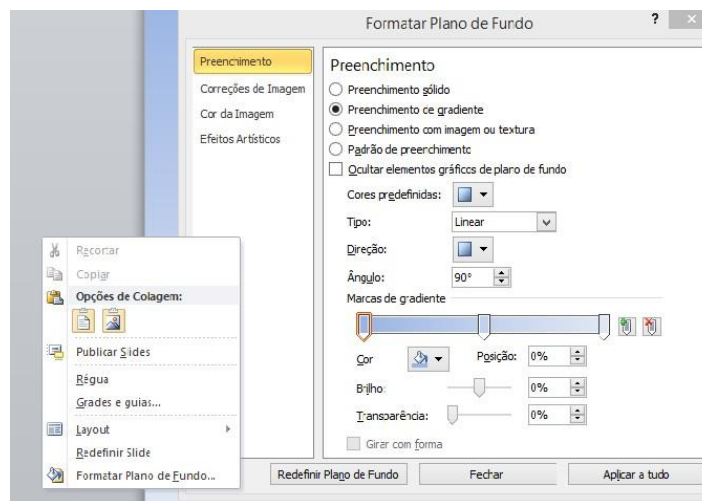 Formatar Plano de Fundo
?
Preenchimento
Correções de Imagem
Cor da Imagem
Efeitos Artísticos
Preenchimento
Preenchimento sólido
Preenchimento de gradiente
Preenchimento com imagem ou textura
Padrão de preenchimento
Ocultar elementos gráficos de plano de fundo
Cores predefinidas:
Tipo: Linear
Direção:
Ângulo: 90°
Marcas de gradiente
Cor Posição: 0%
Brilho: 0%
Transparência: 0%
Girar com forma
Redefinir Plano de Fundo Fechar Aplicar a tudo
Recortar
Copiar
Opções de Colagem:
Publicar Slides
Régua
Grades e guias...
Layout
Redefinir Slide
Formatar Plano de Fundo...